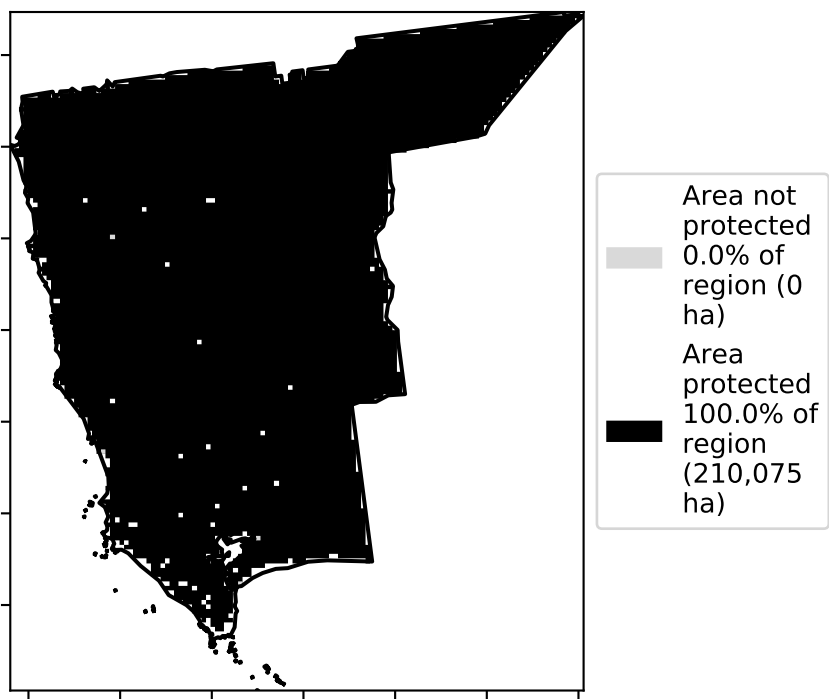 Area not
protected
0.0% of
region (0
ha)
Area
protected
100.0% of
region
(210,075
ha)